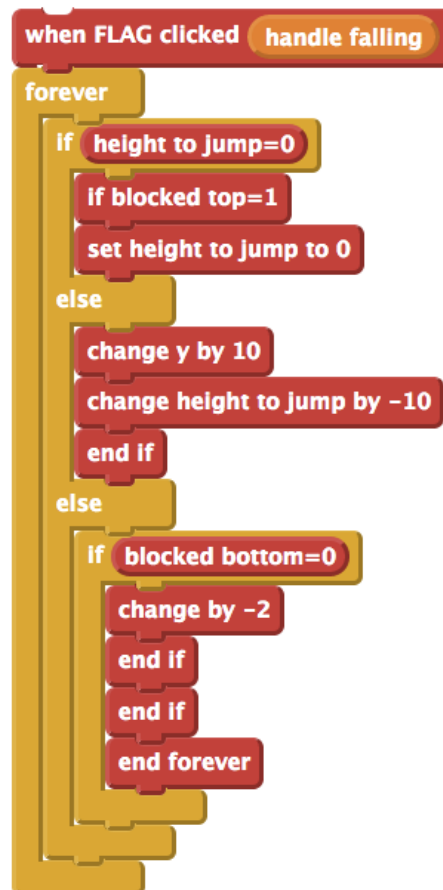 when FLAG clicked handle falling
forever
if height to jump=0
if blocked top=1
set height to jump to 0
else
change y by 10
change height to jump by -10
end if
else
if blocked bottom=0
change by -2
end if
end if
end forever